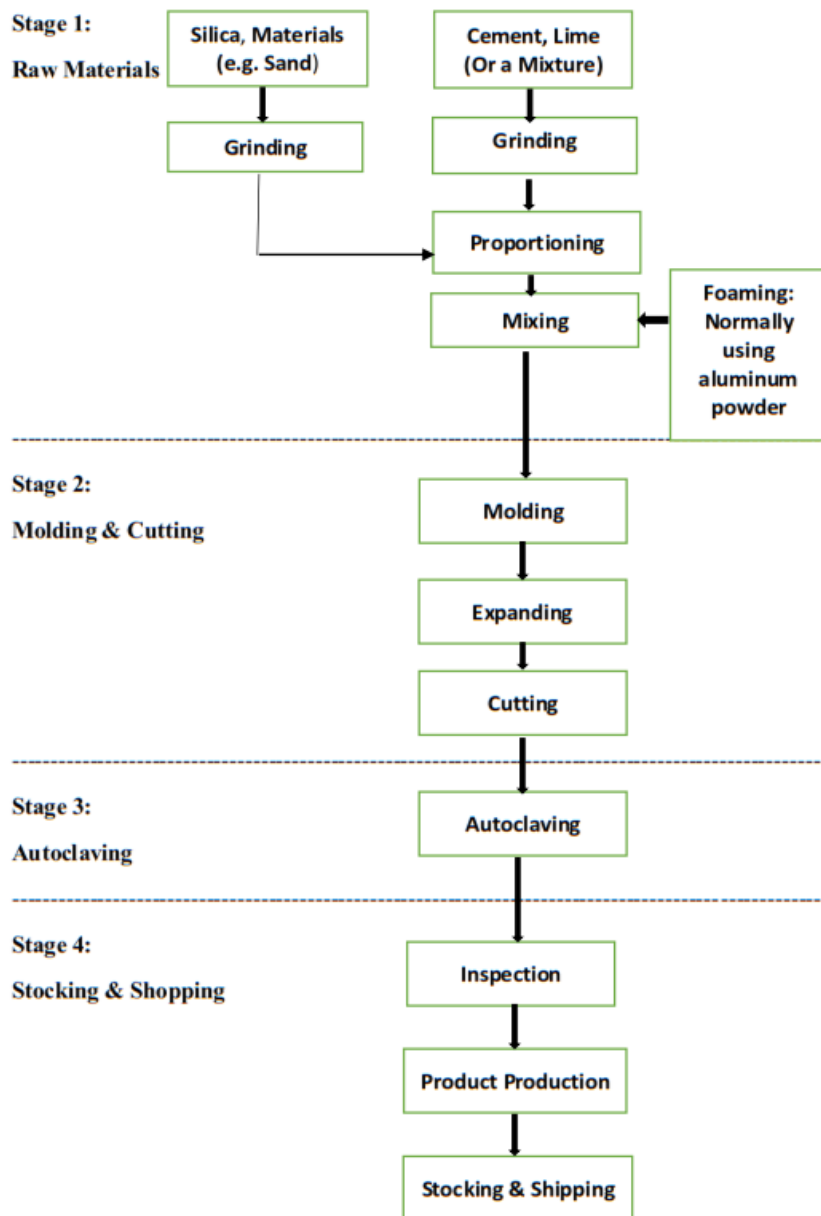 Stage 1:
Raw Materials
Silica, Materials
(e.g. Sand)
Cement, Lime
(Or a Mixture)
Grinding
Grinding
Proportioning
Mixing
Foaming:
Normally
using
aluminum
powder
Stage 2:
Molding & Cutting
Molding
Expanding
Cutting
Stage 3:
Autoclaving
Autoclaving
Stage 4:
Stocking & Shopping
Inspection
Product Production
Stocking & Shipping